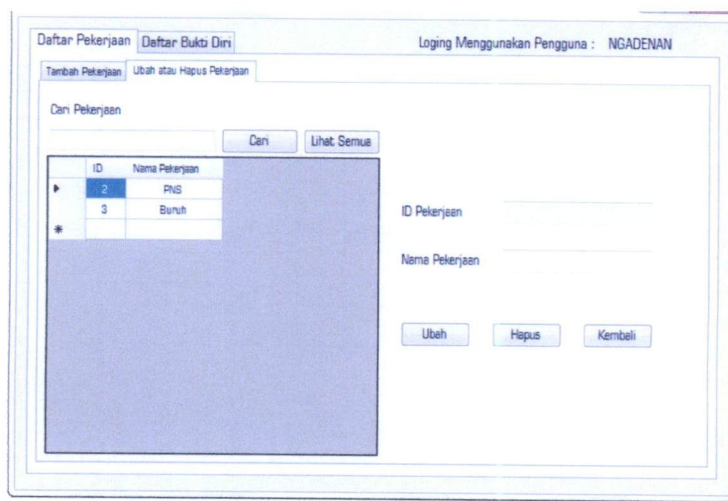 Daftar Pekerjaan Daftar Bukti Diri Loging Menggunakan Pengguna : NGADENAN
Tambah Pekerjaan Ubah atau Hapus Pekerjaan
Cari Pekerjaan
Cari Lihat Semua
ID Nama Pekerjaan
2 PNS
3 Buruh
ID Pekerjaan
Nama Pekerjaan
Ubah Hapus Kembali